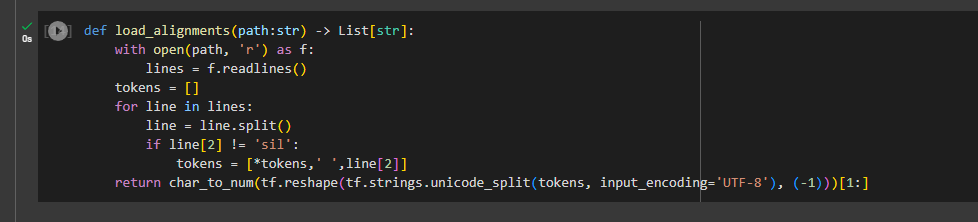 0s
def load_alignments(path:str) -> List[str]:
    with open(path, 'r') as f:
        lines = f.readlines()
    tokens = []
    for line in lines:
        line = line.split()
        if line[2] != 'sil':
            tokens = [*tokens,' ',line[2]]
    return char_to_num(tf.reshape(tf.strings.unicode_split(tokens, input_encoding='UTF-8'), (-1)))[1:]